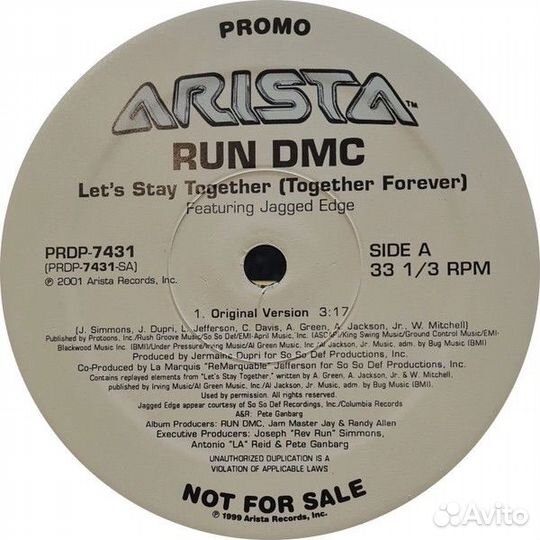 PROMO
ARISTA™
RUN DMC
Let's Stay Together (Together Forever)
Featuring Jagged Edge
PRDP-7431
(PRDP-7431-SA)
℗ 2001 Arista Records, Inc.
SIDE A
33 1/3 RPM
1. Original Version 3:17
(J. Simmons, J. Dupri, L. Jefferson, C. Davis, A. Green, A. Jackson, Jr., W. Mitchell)
Published by Protoons, Inc./Rush Groove Music/So So Def/EMI-April Music, Inc. (ASCAP)/King Swing Music/Ground Control Music/EMI-
Blackwood Music Inc. (BMI)/Under Pressure/Irving Music/Al Green Music, Inc./Al Jackson, Jr. Music, adm. by Bug Music (BMI)
Produced by Jermaine Dupri for So So Def Productions, Inc.
Co-Produced by La Marquis "ReMarquable" Jefferson for So So Def Productions, Inc.
Contains replayed elements from "Let's Stay Together," written by A. Green, A. Jackson, Jr. & W. Mitchell,
published by Irving Music/Al Green Music, Inc./Al Jackson, Jr. Music, adm. by Bug Music (BMI).
Used by permission. All rights reserved.
Jagged Edge appear courtesy of So So Def Recordings, Inc./Columbia Records
A&R: Pete Ganbarg
Album Producers: RUN DMC, Jam Master Jay & Randy Allen
Executive Producers: Joseph "Rev Run" Simmons,
Antonio "LA" Reid & Pete Ganbarg
UNAUTHORIZED DUPLICATION IS A
VIOLATION OF APPLICABLE LAWS
NOT FOR SALE
℗ 1999 Arista Records, Inc.
Avito